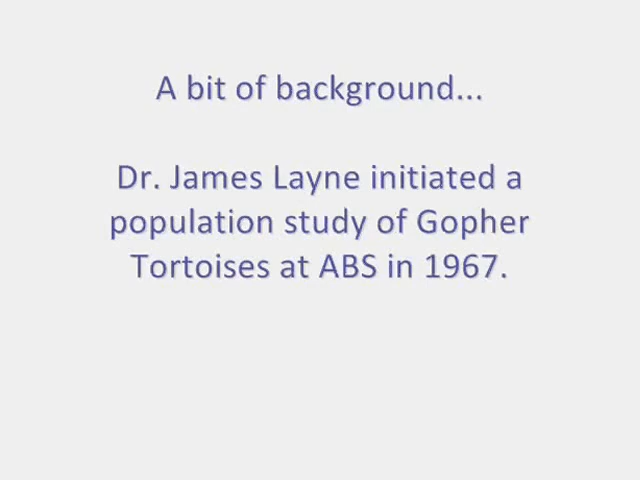 A bit of background...
Dr. James Layne initiated a
population study of Gopher
Tortoises at ABS in 1967.